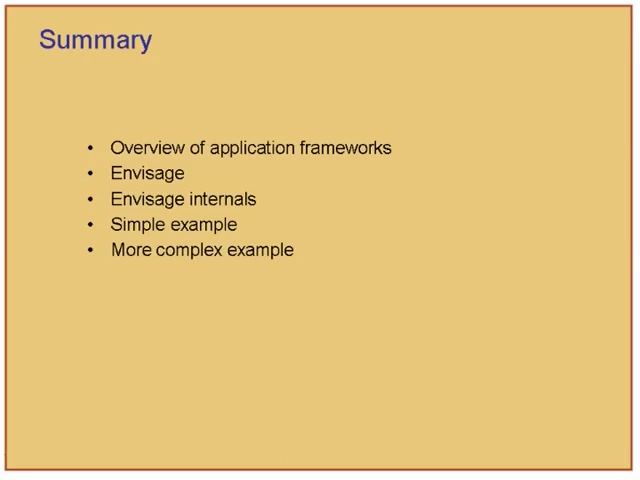 Summary
• Overview of application frameworks
• Envisage
• Envisage internals
• Simple example
• More complex example